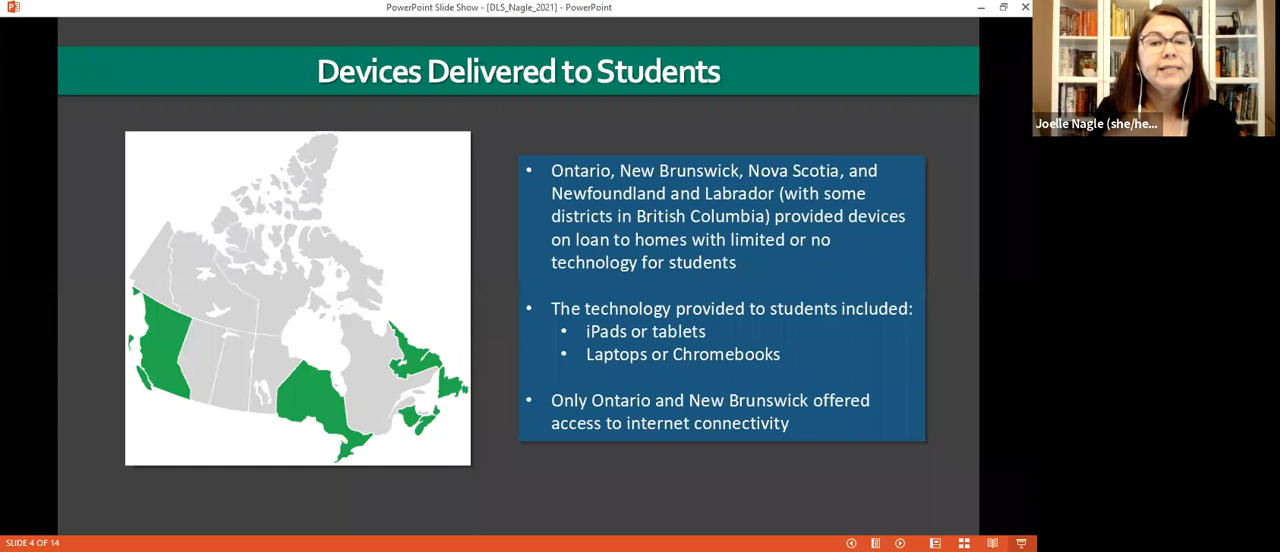 PowerPoint Slide Show - [DLS_Nagle_2021] - PowerPoint
Devices Delivered to Students
• Ontario, New Brunswick, Nova Scotia, and
Newfoundland and Labrador (with some
districts in British Columbia) provided devices
on loan to homes with limited or no
technology for students
• The technology provided to students included:
• iPads or tablets
• Laptops or Chromebooks
• Only Ontario and New Brunswick offered
access to internet connectivity
Joelle Nagle (she/he...
SLIDE 4 OF 14